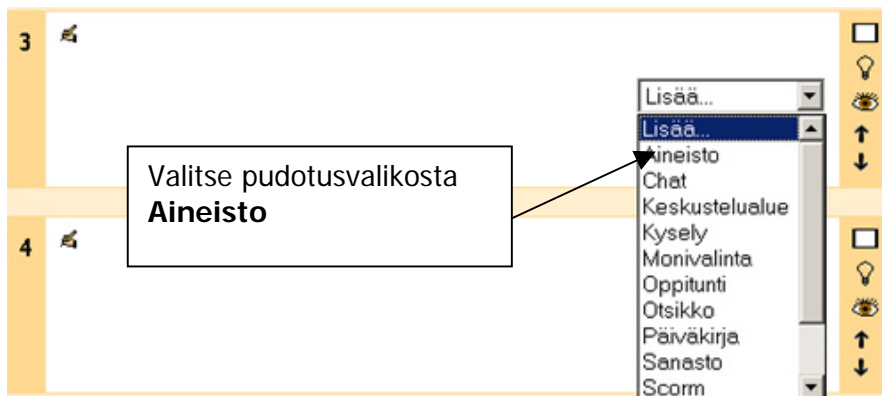 3
Lisää...
Lisää...
Aineisto
Chat
Keskustelualue
Kysely
Monivalinta
Oppitunti
Otsikko
Päiväkirja
Sanasto
Scorm
Valitse pudotusvalikosta
Aineisto
4